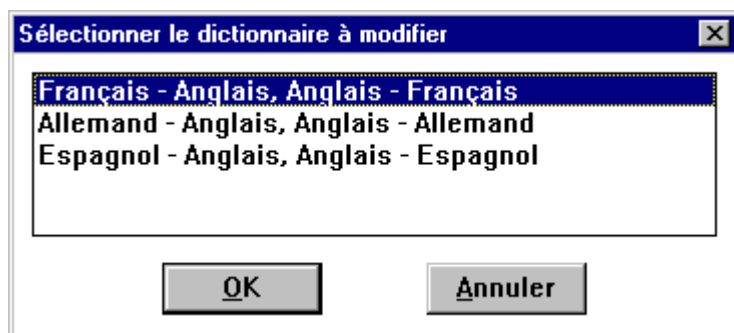 Sélectionner le dictionnaire à modifier
Français - Anglais, Anglais - Français
Allemand - Anglais, Anglais - Allemand
Espagnol - Anglais, Anglais - Espagnol
OK
Annuler